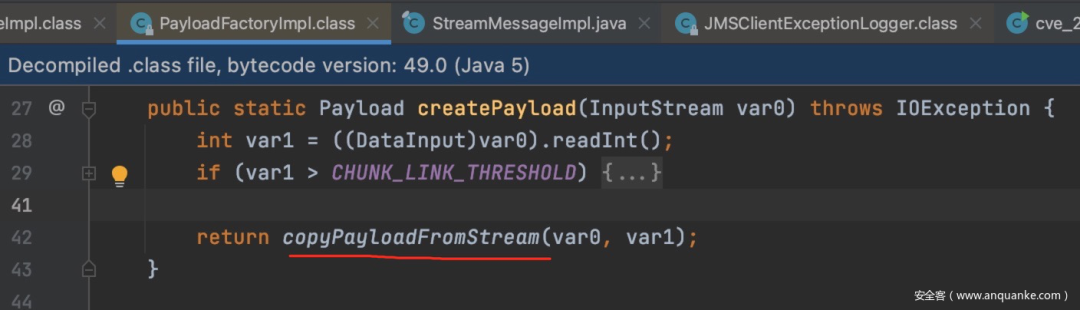 eImpl.class PayloadFactoryImpl.class StreamMessageImpl.java JMSClientExceptionLogger.class cve_2
Decompiled .class file, bytecode version: 49.0 (Java 5)
27 @ public static Payload createPayload(InputStream var0) throws IOException {
28 int var1 = ((DataInput)var0).readInt();
29 if (var1 > CHUNK_LINK_THRESHOLD) {...}
41
42 return copyPayloadFromStream(var0, var1);
43 }
44
安全客（www.anquanke.com）